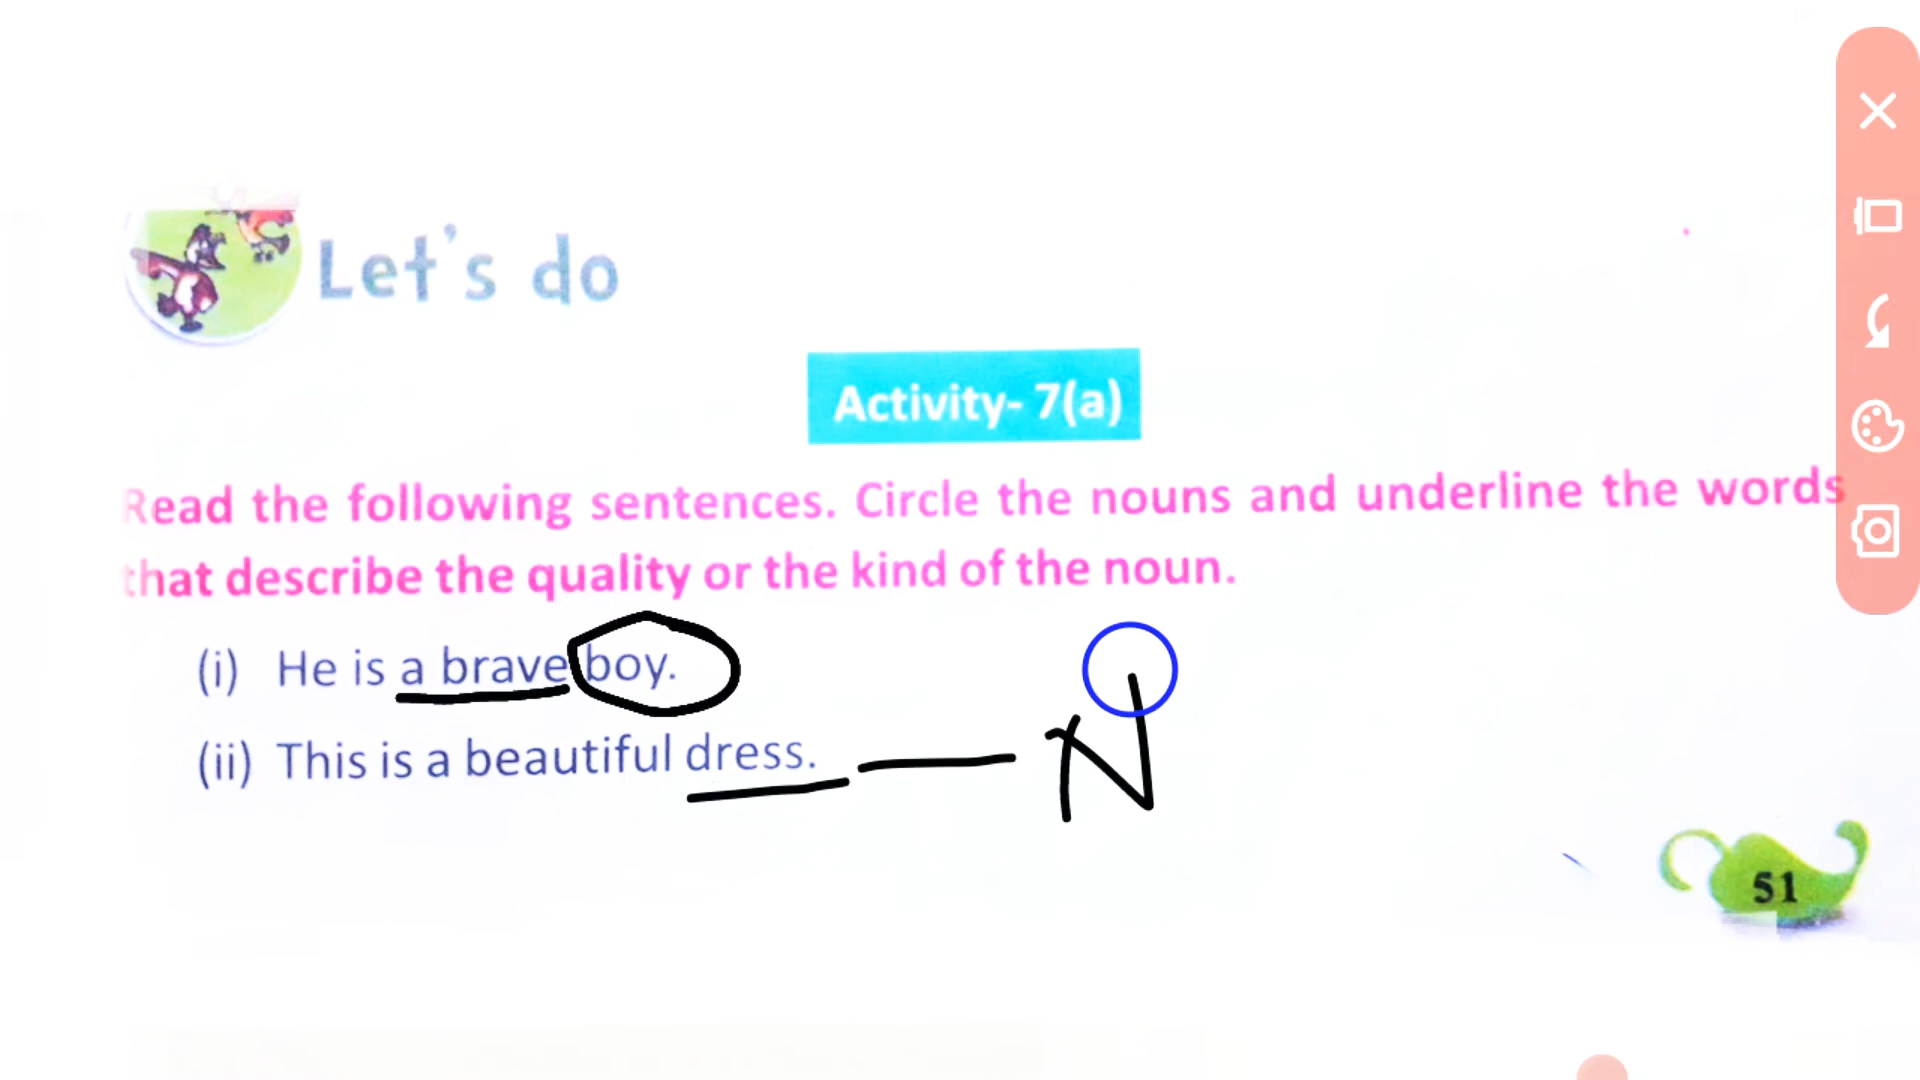 Let's do
Activity- 7(a)
Read the following sentences. Circle the nouns and underline the words
that describe the quality or the kind of the noun.
(i) He is a brave boy.
(ii) This is a beautiful dress. N
51